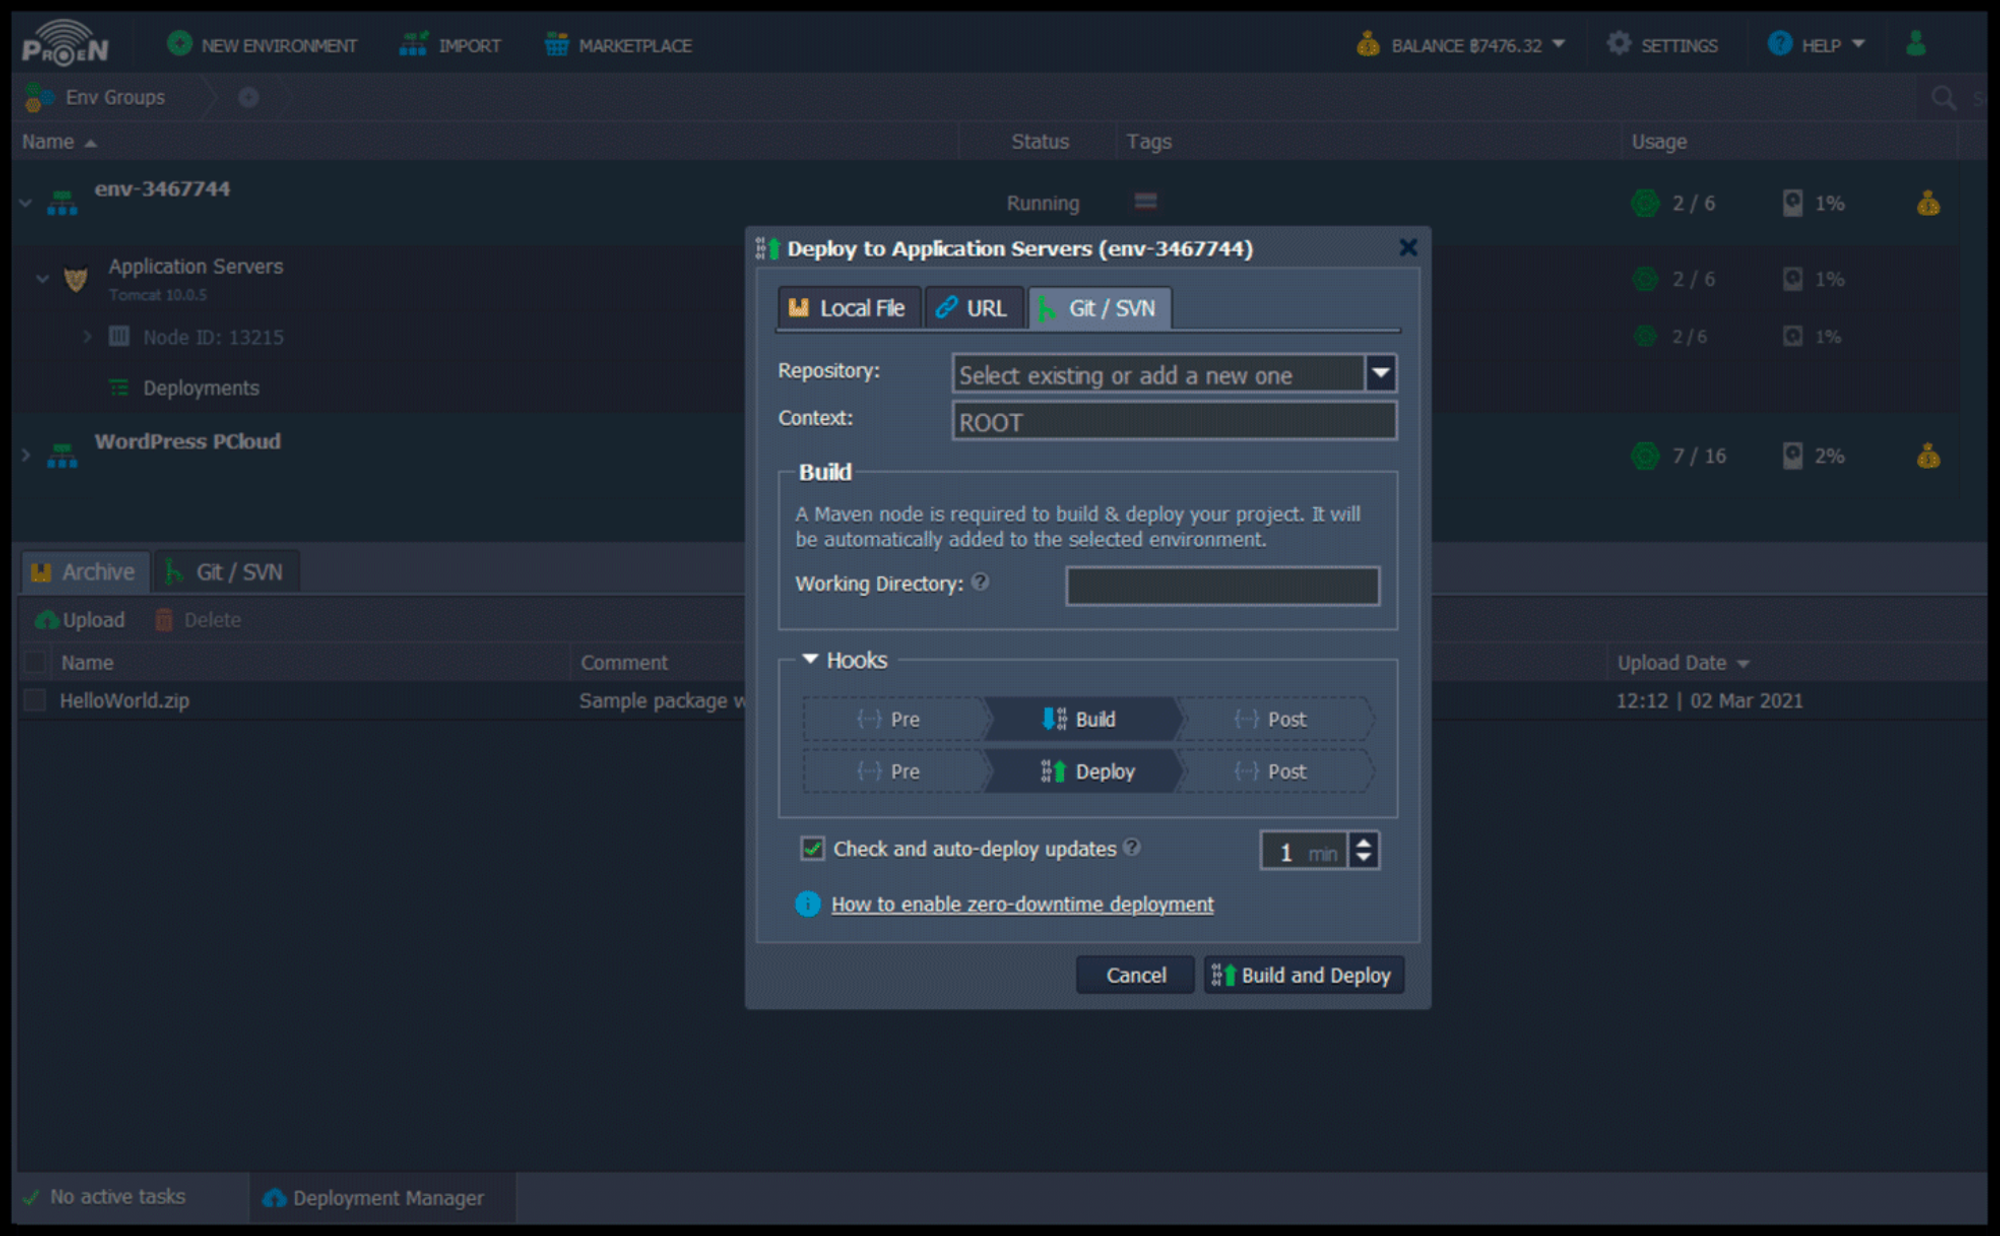 PROEN
NEW ENVIRONMENT
IMPORT
MARKETPLACE
BALANCE ฿7476.32
SETTINGS
HELP
Env Groups
Name
Status
Tags
Usage
env-3467744
Running
2 / 6
1%
Application Servers
Tomcat 10.0.5
2 / 6
1%
Node ID: 13215
2 / 6
1%
Deployments
WordPress PCloud
7 / 16
2%
Deploy to Application Servers (env-3467744)
Local File
URL
Git / SVN
Repository:
Select existing or add a new one
Context:
ROOT
Build
A Maven node is required to build & deploy your project. It will
be automatically added to the selected environment.
Working Directory:
Hooks
Pre
Build
Post
Pre
Deploy
Post
Check and auto-deploy updates
1 min
How to enable zero-downtime deployment
Cancel
Build and Deploy
Archive
Git / SVN
Upload
Delete
Name
Comment
Upload Date
HelloWorld.zip
Sample package
12:12 | 02 Mar 2021
No active tasks
Deployment Manager